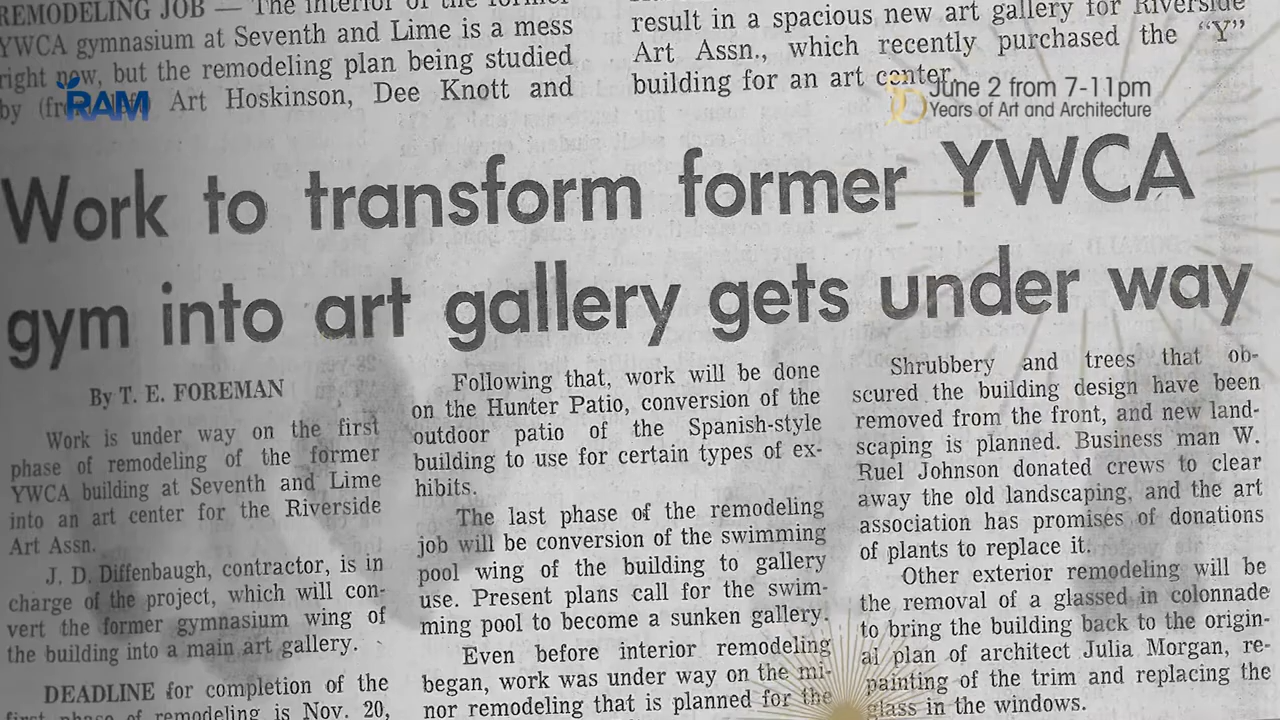 REMODELING JOB — The interior of the former
YWCA gymnasium at Seventh and Lime is a mess
right now, but the remodeling plan being studied
by Art Hoskinson, Dee Knott and
result in a spacious new art gallery for Riverside
Art Assn., which recently purchased the “Y”
building for an art center.
RAM
10
June 2 from 7-11pm
Years of Art and Architecture
Work to transform former YWCA
gym into art gallery gets under way
By T. E. FOREMAN
Work is under way on the first
phase of remodeling of the former
YWCA building at Seventh and Lime
into an art center for the Riverside
Art Assn.
J. D. Diffenbaugh, contractor, is in
charge of the project, which will con-
vert the former gymnasium wing of
the building into a main art gallery.
DEADLINE for completion of the
first phase of remodeling is Nov. 20,
Following that, work will be done
on the Hunter Patio, conversion of the
outdoor patio of the Spanish-style
building to use for certain types of ex-
hibits.
The last phase of the remodeling
job will be conversion of the swimming
pool wing of the building to gallery
use. Present plans call for the swim-
ming pool to become a sunken gallery.
Even before interior remodeling
began, work was under way on the mi-
nor remodeling that is planned for the
Shrubbery and trees that ob-
scured the building design have been
removed from the front, and new land-
scaping is planned. Business man W.
Ruel Johnson donated crews to clear
away the old landscaping, and the art
association has promises of donations
of plants to replace it.
Other exterior remodeling will be
the removal of a glassed in colonnade
to bring the building back to the origin-
al plan of architect Julia Morgan, re-
painting of the trim and replacing the
glass in the windows.